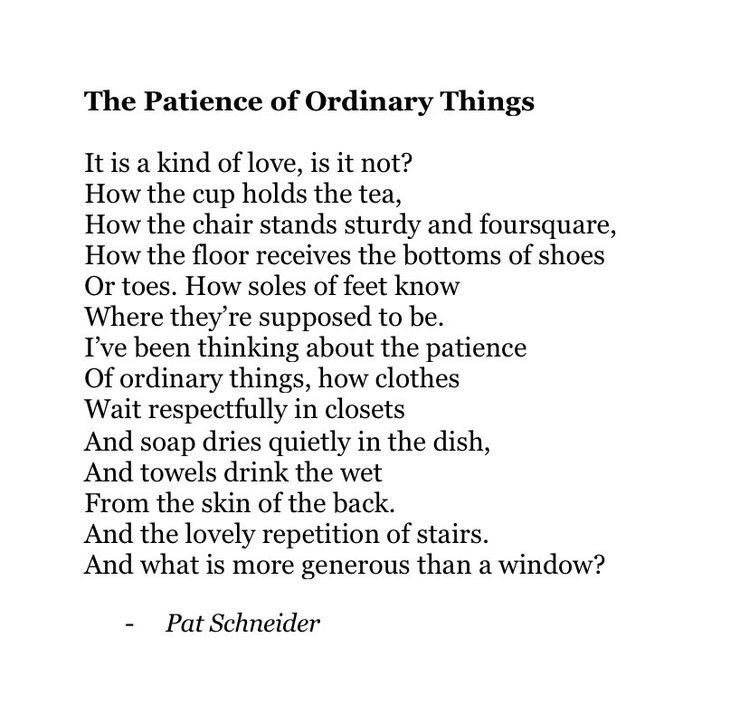 The Patience of Ordinary Things
It is a kind of love, is it not?
How the cup holds the tea,
How the chair stands sturdy and foursquare,
How the floor receives the bottoms of shoes
Or toes. How soles of feet know
Where they’re supposed to be.
I’ve been thinking about the patience
Of ordinary things, how clothes
Wait respectfully in closets
And soap dries quietly in the dish,
And towels drink the wet
From the skin of the back.
And the lovely repetition of stairs.
And what is more generous than a window?
- Pat Schneider